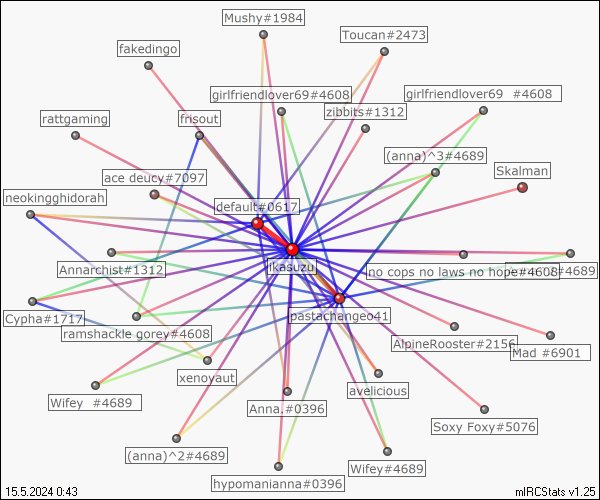 Mushy#1984
Toucan#2473
fakedingo
girlfriendlover69#4608
girlfriendlover69  #4608
zibbits#1312
rattgaming
frisout
(anna)^3#4689
Skalman
ace deucy#7097
neokingghidorah
default#0617
ikasuzu
Annarchist#1312
no cops no laws no hope#4608
#4689
Cypha#1717
pastachangeo41
ramshackle gorey#4608
AlpineRooster#2156
Mad #6901
xenoyaut
avelicious
Wifey  #4689
Anna.#0396
Soxy Foxy#5076
(anna)^2#4689
Wifey#4689
hypomanianna#0396
15.5.2024 0:43
mIRCStats v1.25